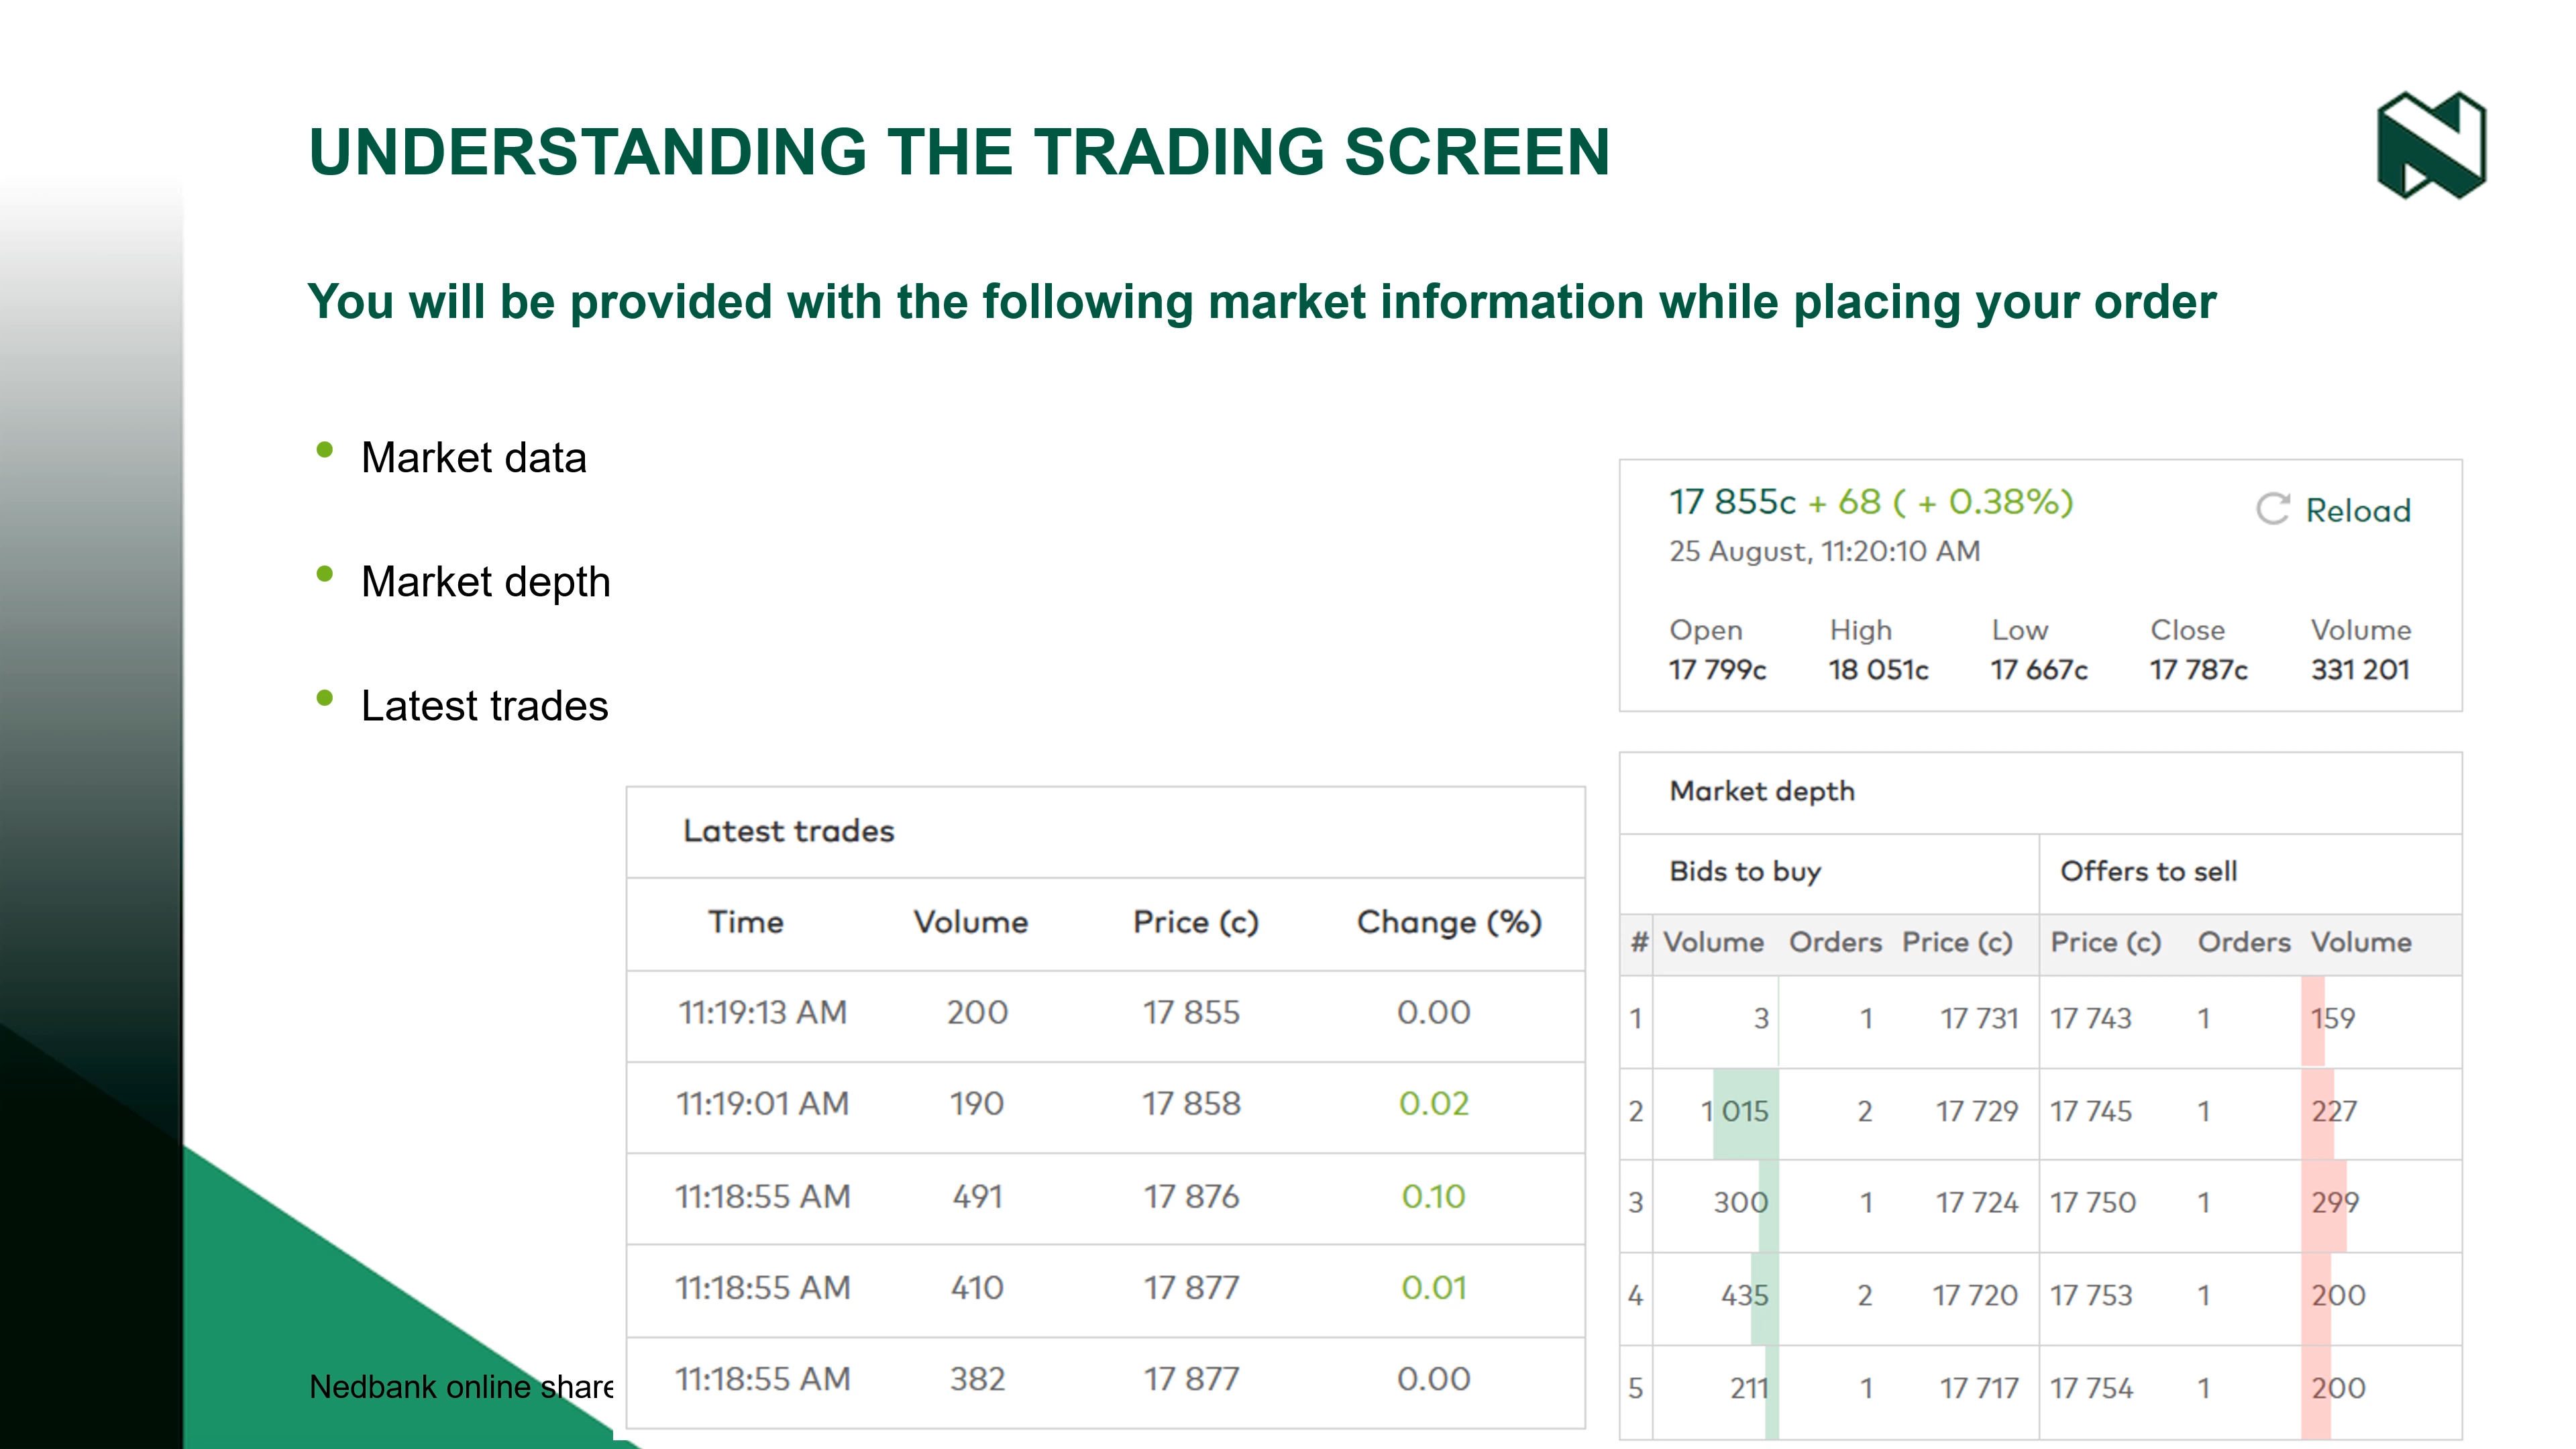 UNDERSTANDING THE TRADING SCREEN
You will be provided with the following market information while placing your order
• Market data
• Market depth
• Latest trades
17 855c + 68 ( + 0.38%)
Reload
25 August, 11:20:10 AM
Open High Low Close Volume
17 799c 18 051c 17 667c 17 787c 331 201
Latest trades
Time Volume Price (c) Change (%)
11:19:13 AM 200 17 855 0.00
11:19:01 AM 190 17 858 0.02
11:18:55 AM 491 17 876 0.10
11:18:55 AM 410 17 877 0.01
11:18:55 AM 382 17 877 0.00
Market depth
Bids to buy Offers to sell
# Volume Orders Price (c) Price (c) Orders Volume
1 3 1 17 731 17 743 1 159
2 1 015 2 17 729 17 745 1 227
3 300 1 17 724 17 750 1 299
4 435 2 17 720 17 753 1 200
5 211 1 17 717 17 754 1 200
Nedbank online share